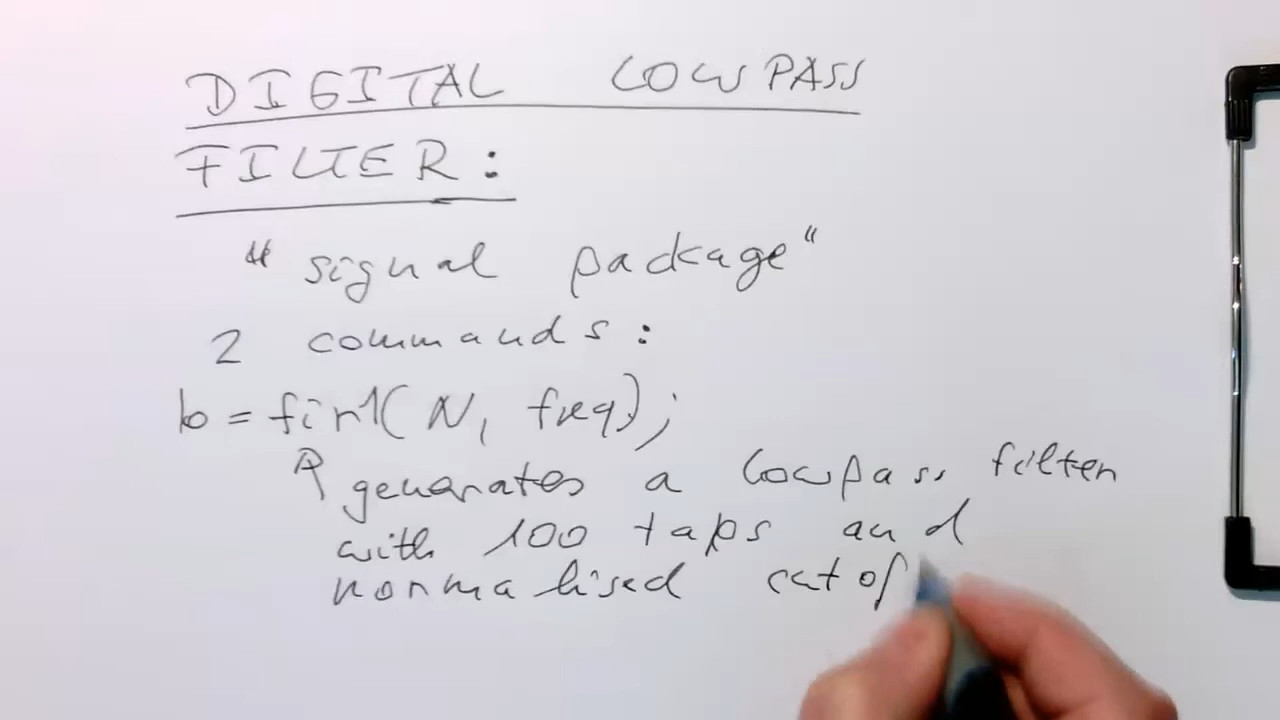 DIGITAL LOWPASS
FILTER:
"signal package"
2 commands:
b = fir1(N, freq);
generates a lowpass filter
with 100 taps and
normalised cutof